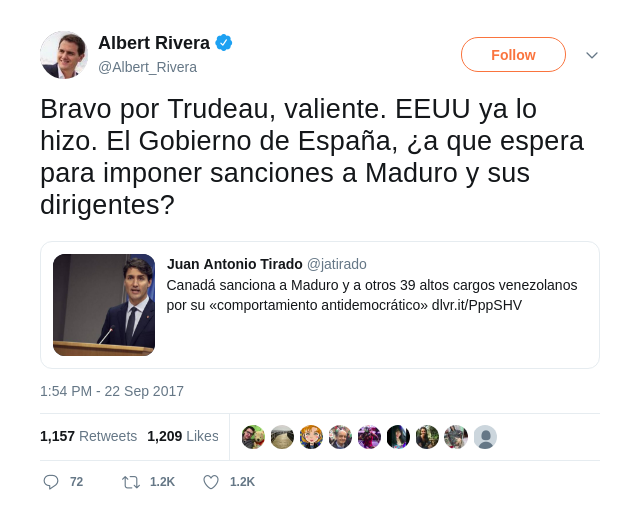 Albert Rivera
@Albert_Rivera
Follow
Bravo por Trudeau, valiente. EEUU ya lo
hizo. El Gobierno de España, ¿a que espera
para imponer sanciones a Maduro y sus
dirigentes?
Juan Antonio Tirado @jatirado
Canadá sanciona a Maduro y a otros 39 altos cargos venezolanos
por su «comportamiento antidemocrático» dlvr.it/PppSHV
1:54 PM - 22 Sep 2017
1,157 Retweets 1,209 Likes
72 1.2K 1.2K